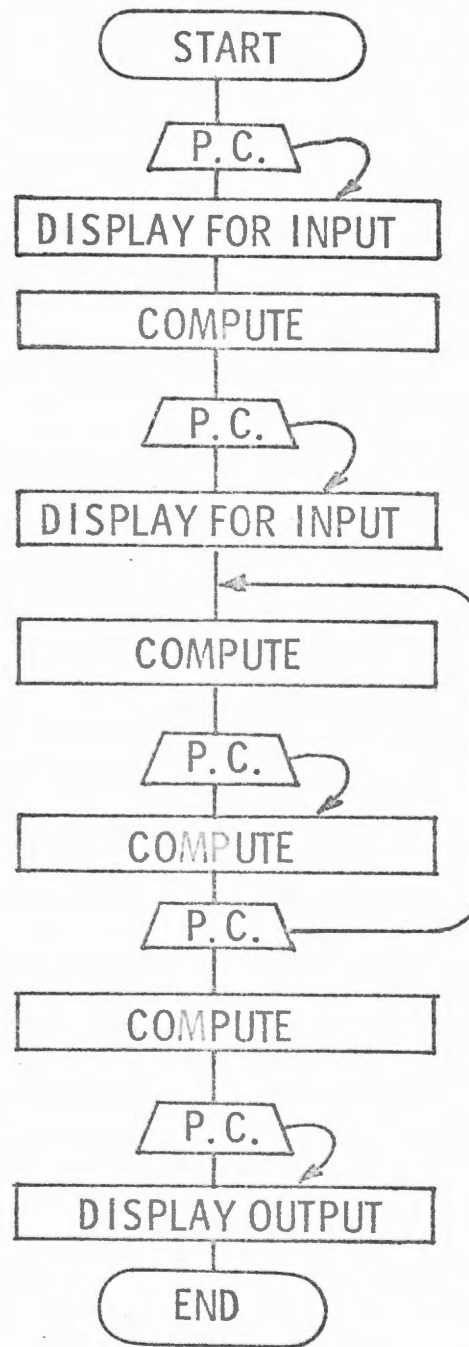 START
P.C.
DISPLAY FOR INPUT
COMPUTE
P.C.
DISPLAY FOR INPUT
COMPUTE
P.C.
COMPUTE
P.C.
COMPUTE
P.C.
DISPLAY OUTPUT
END